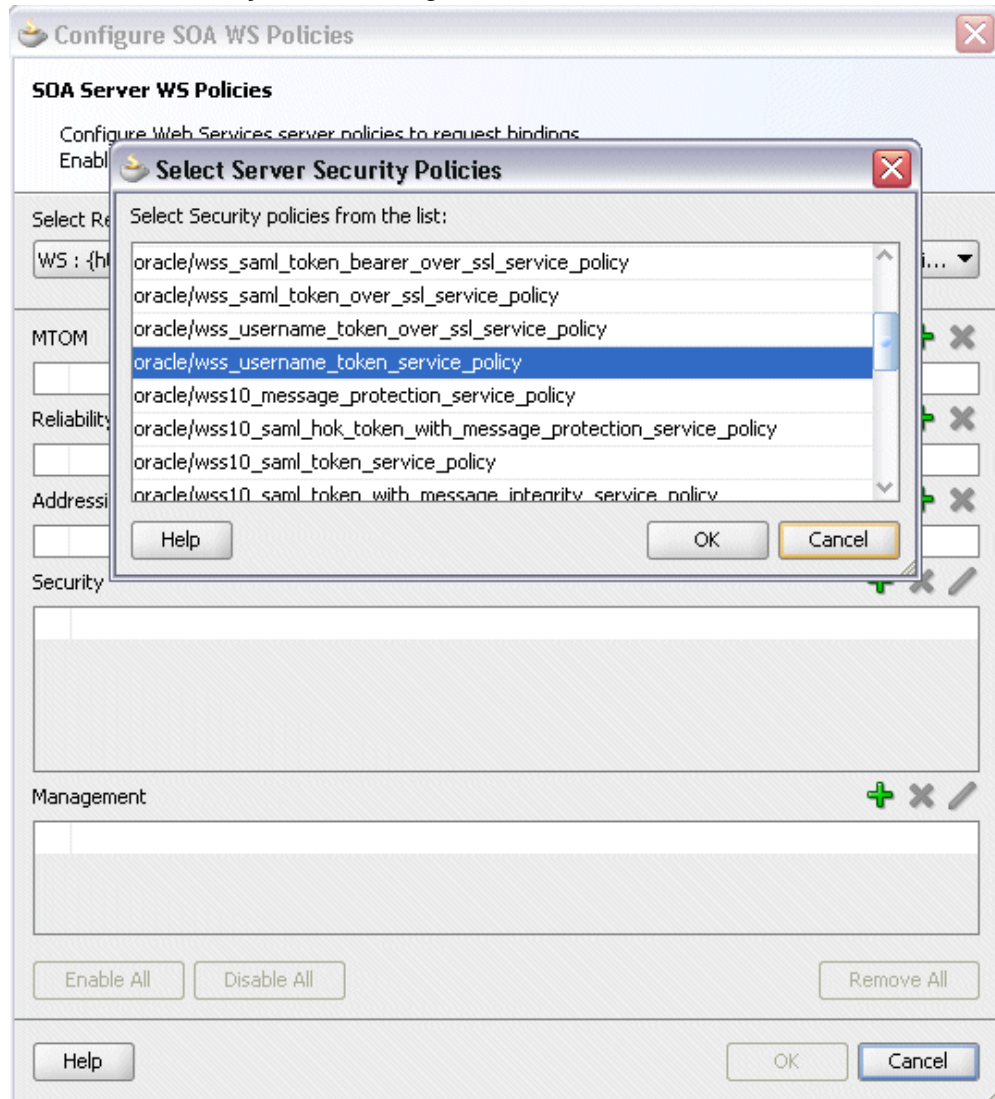 Configure SOA WS Policies
SOA Server WS Policies
Configure Web Services server policies to request bindings
Enabl
Select Server Security Policies
Select Security policies from the list:
Select Re
WS : {h
i...
oracle/wss_saml_token_bearer_over_ssl_service_policy
oracle/wss_saml_token_over_ssl_service_policy
oracle/wss_username_token_over_ssl_service_policy
oracle/wss_username_token_service_policy
oracle/wss10_message_protection_service_policy
oracle/wss10_saml_hok_token_with_message_protection_service_policy
oracle/wss10_saml_token_service_policy
oracle/wss10_saml_token_with_message_integrity_service_policy
MTOM
Reliability
Addressi
Help OK Cancel
Security
Management
Enable All Disable All Remove All
Help OK Cancel